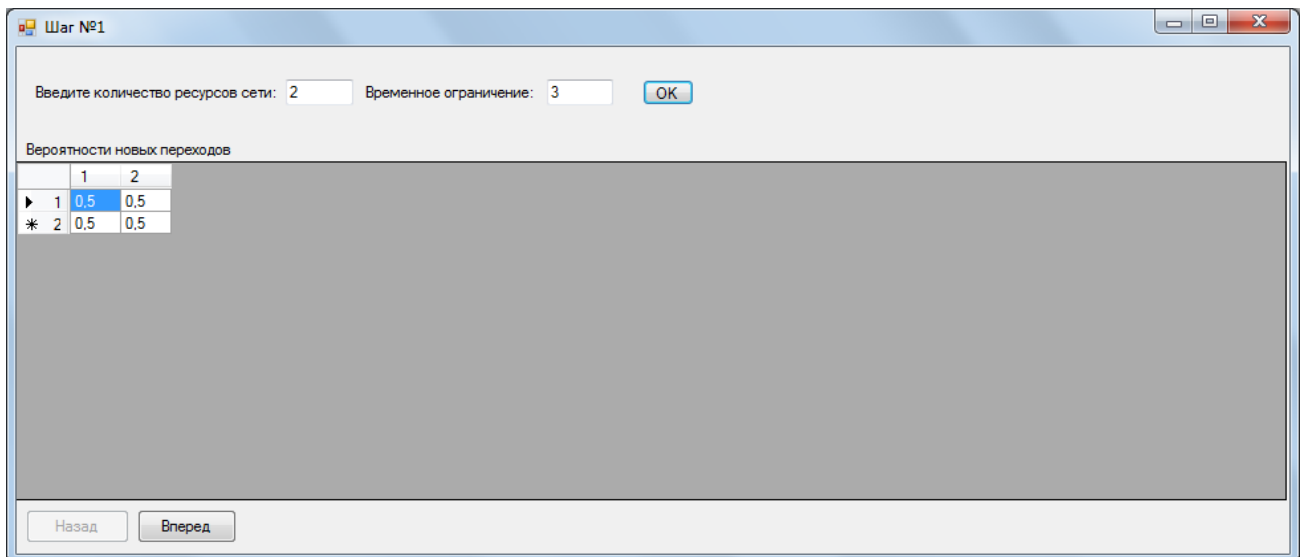 Шаг №1
Введите количество ресурсов сети: 2 Временное ограничение: 3 OK
Вероятности новых переходов
1 2
1 0,5 0,5
2 0,5 0,5
Назад Вперед